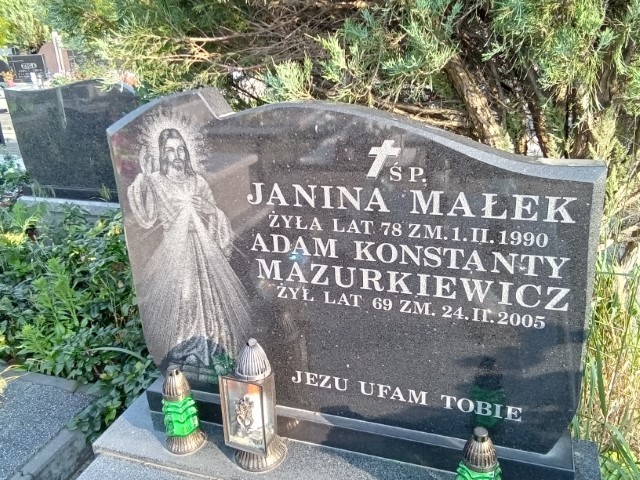 ŚP.
JANINA MAŁEK
ŻYŁA LAT 78 ZM. 1. II. 1990
ADAM KONSTANTY
MAZURKIEWICZ
ŻYŁ LAT 69 ZM. 24. II. 2005
JEZU UFAM TOBIE